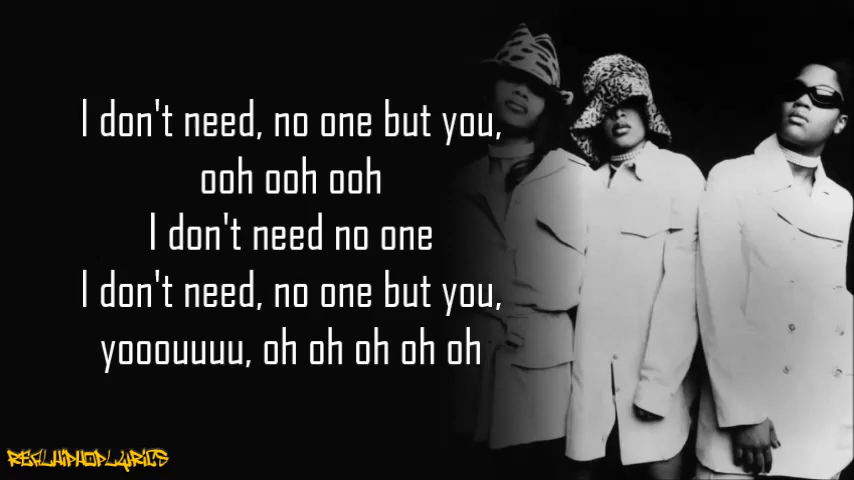 I don't need, no one but you,
ooh ooh ooh
I don't need no one
I don't need, no one but you,
yooouuuu, oh oh oh oh oh
REALHIPHOPLYRICS